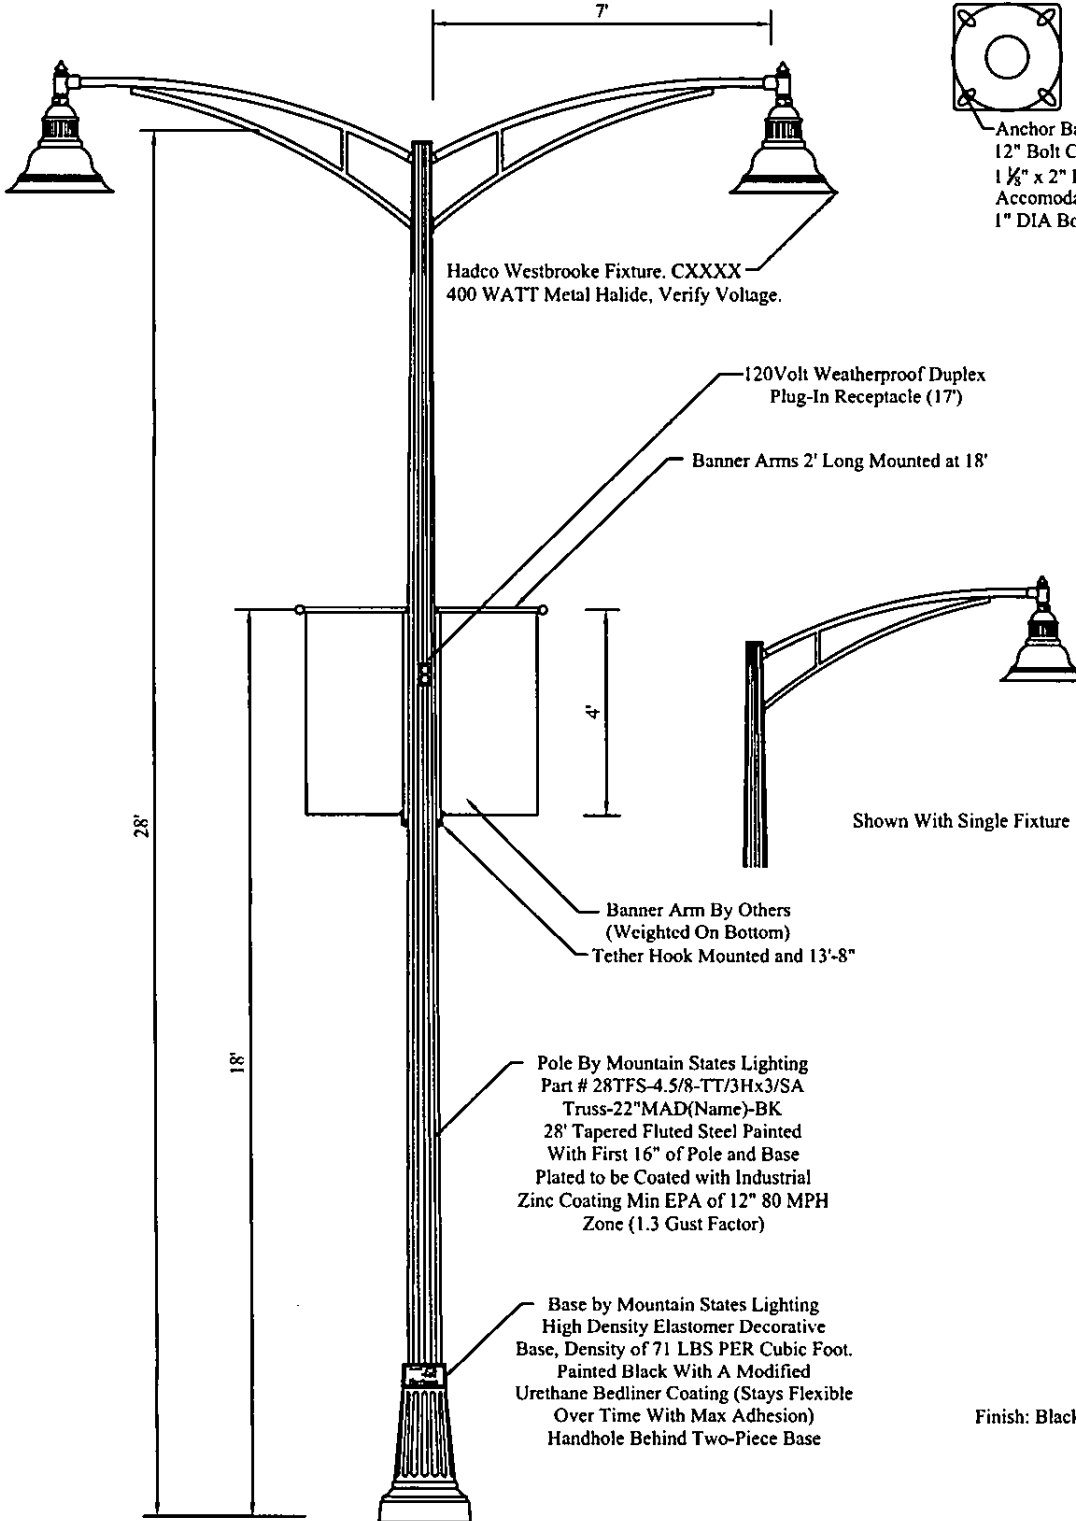 7'
Anchor Ba
12" Bolt C
1 ⅛" x 2"
Accomoda
1" DIA Bo
Hadco Westbrooke Fixture. CXXXX
400 WATT Metal Halide, Verify Voltage.
120Volt Weatherproof Duplex
Plug-In Receptacle (17')
Banner Arms 2' Long Mounted at 18'
4'
28'
Shown With Single Fixture
Banner Arm By Others
(Weighted On Bottom)
Tether Hook Mounted and 13'-8"
18'
Pole By Mountain States Lighting
Part # 28TFS-4.5/8-TT/3Hx3/SA
Truss-22"MAD(Name)-BK
28' Tapered Fluted Steel Painted
With First 16" of Pole and Base
Plated to be Coated with Industrial
Zinc Coating Min EPA of 12" 80 MPH
Zone (1.3 Gust Factor)
Base by Mountain States Lighting
High Density Elastomer Decorative
Base, Density of 71 LBS PER Cubic Foot.
Painted Black With A Modified
Urethane Bedliner Coating (Stays Flexible
Over Time With Max Adhesion)
Handhole Behind Two-Piece Base
Finish: Black